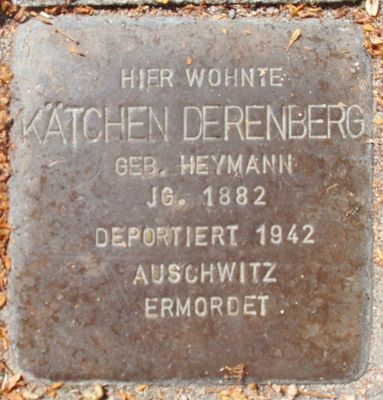 HIER WOHNTE
KÄTCHEN DERENBERG
GEB. HEYMANN
JG. 1882
DEPORTIERT 1942
AUSCHWITZ
ERMORDET